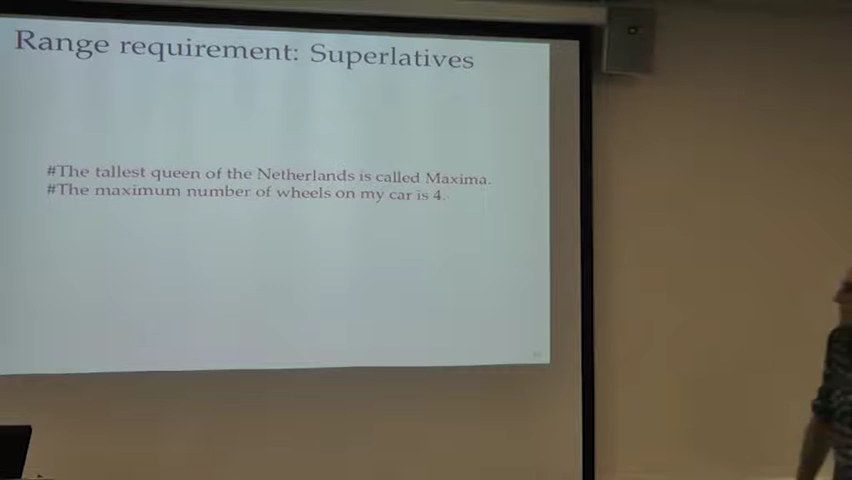 Range requirement: Superlatives
#The tallest queen of the Netherlands is called Maxima.
#The maximum number of wheels on my car is 4.